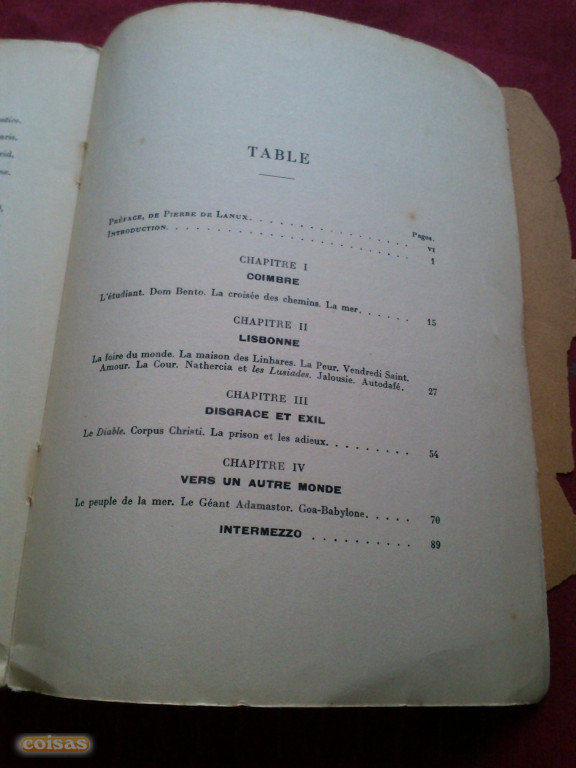 TABLE
Pages.
PRÉFACE, DE PIERRE DE LANUX. . . . . . . . . . . . . . . . VI
INTRODUCTION. . . . . . . . . . . . . . . . . . . . . . 1
CHAPITRE I
COIMBRE
L'étudiant. Dom Bento. La croisée des chemins. La mer. . . . . . . 15
CHAPITRE II
LISBONNE
La foire du monde. La maison des Linhares. La Peur. Vendredi Saint.
Amour. La Cour. Nathercia et les Lusiades. Jalousie. Autodafé. 27
CHAPITRE III
DISGRACE ET EXIL
Le Diable. Corpus Christi. La prison et les adieux. . . . . . . . . 54
CHAPITRE IV
VERS UN AUTRE MONDE
Le peuple de la mer. Le Géant Adamastor. Goa-Babylone. . . . . 70
INTERMEZZO . . . . . . . . . . 89
coisas